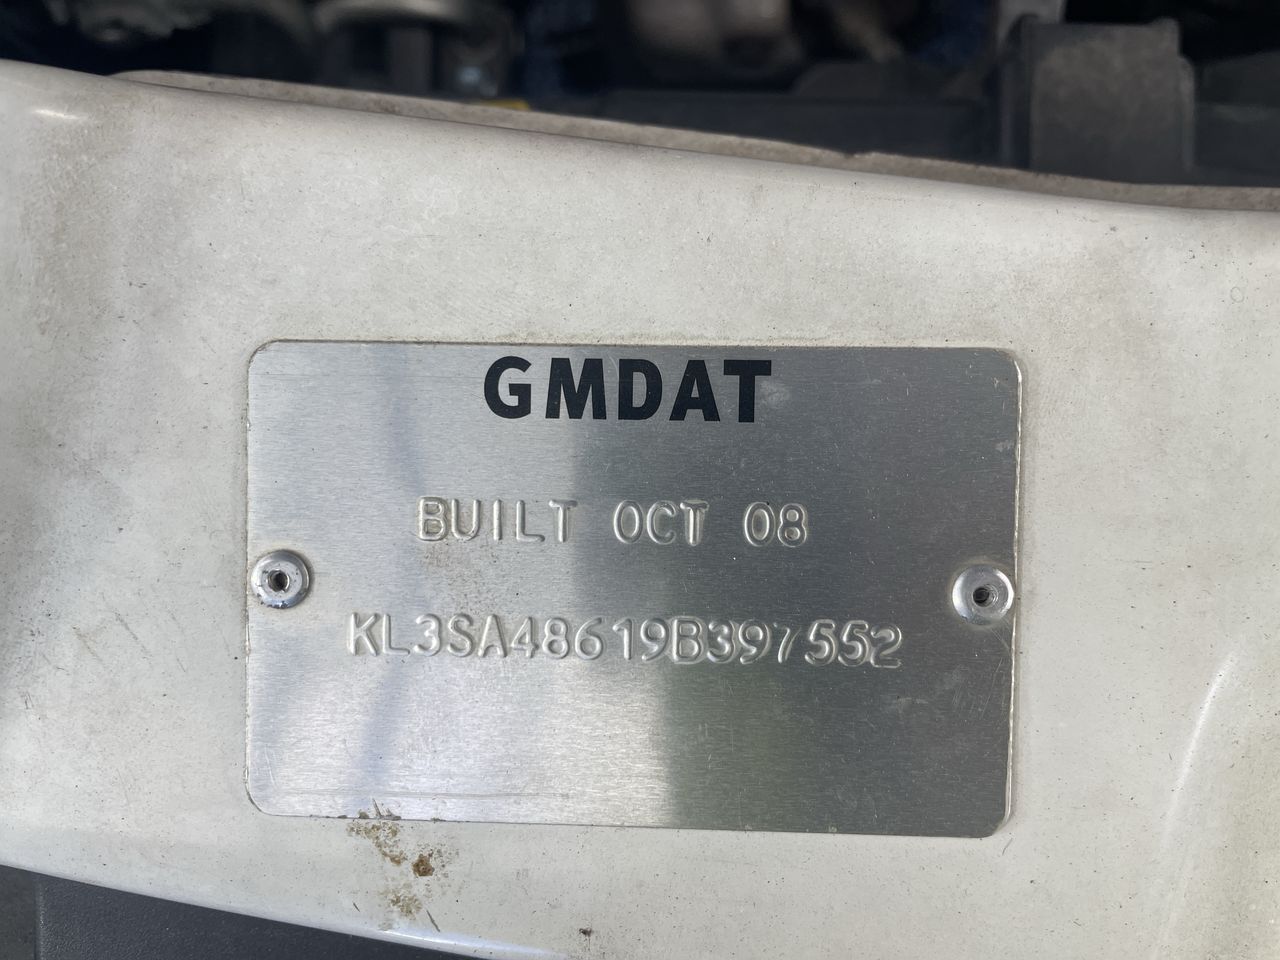 GMDAT
BUILT OCT 08
KL3SA48619B397552